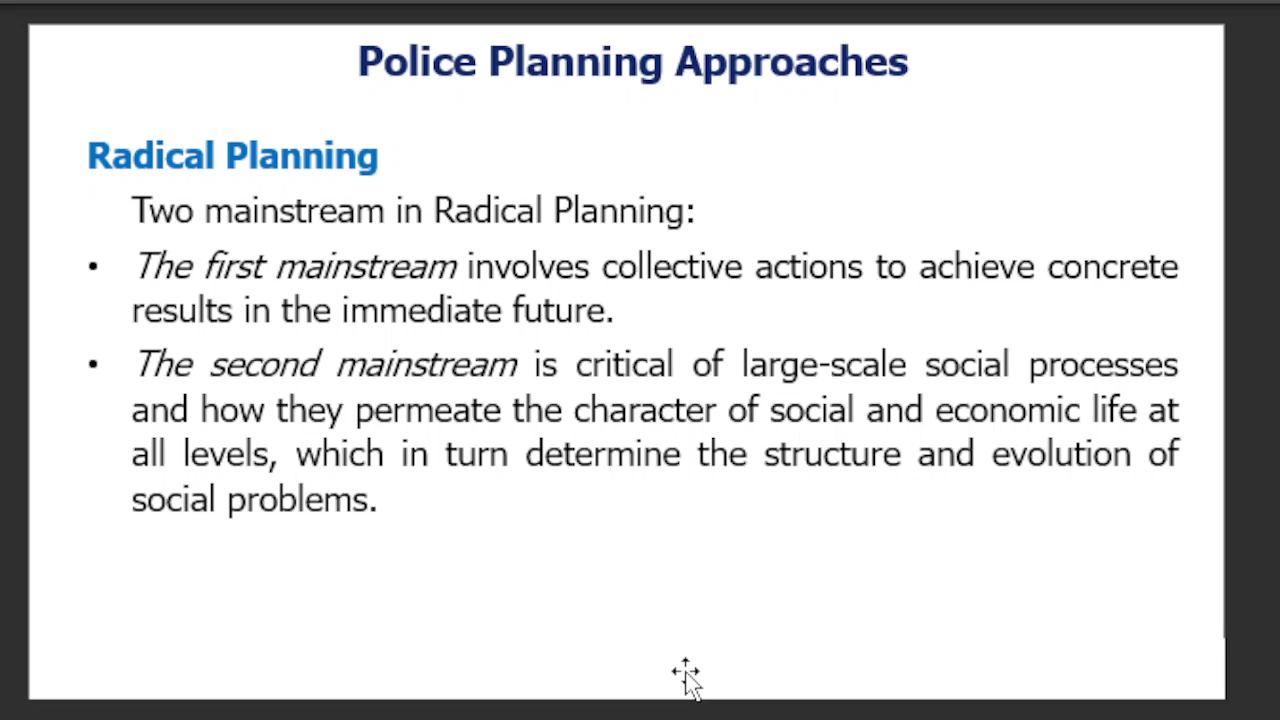 Police Planning Approaches
Radical Planning
Two mainstream in Radical Planning:
• The first mainstream involves collective actions to achieve concrete
results in the immediate future.
• The second mainstream is critical of large-scale social processes
and how they permeate the character of social and economic life at
all levels, which in turn determine the structure and evolution of
social problems.